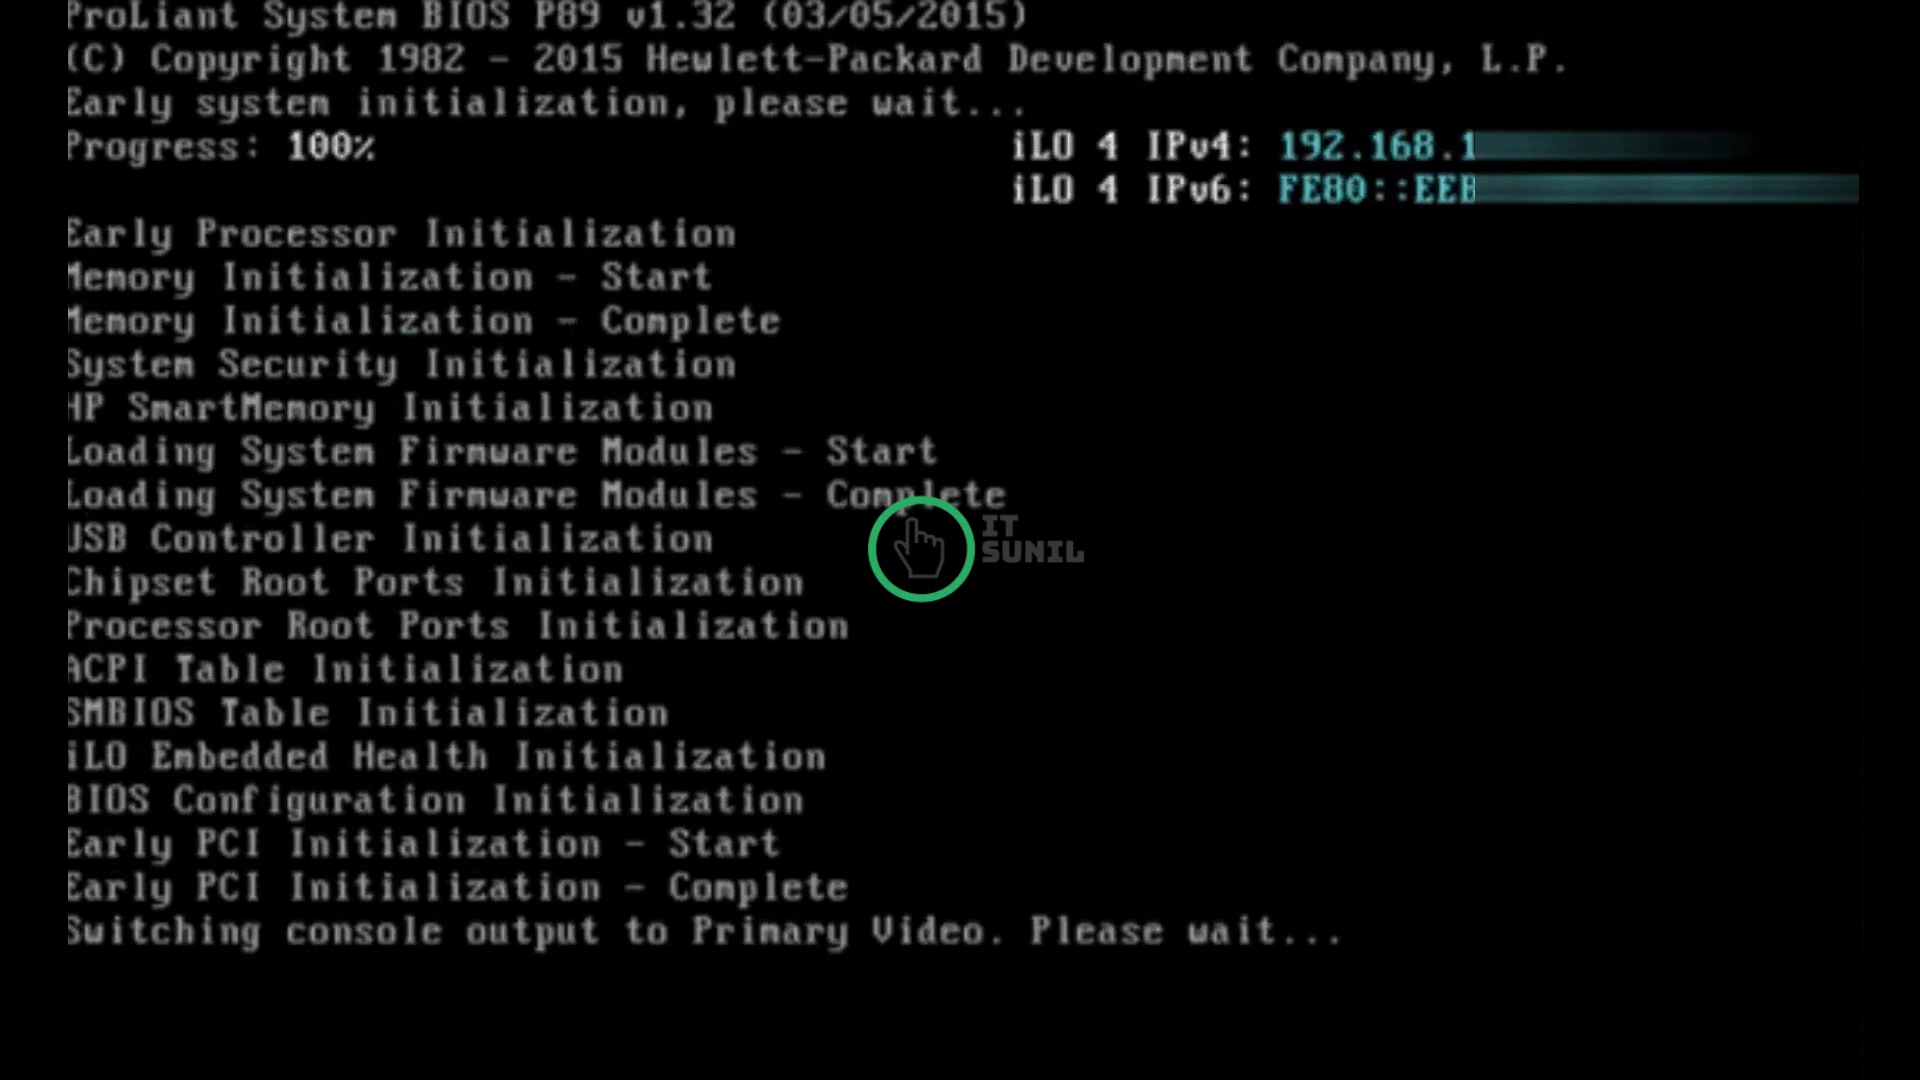 ProLiant System BIOS P89 v1.32 (03/05/2015)
(C) Copyright 1982 - 2015 Hewlett-Packard Development Company, L.P.
Early system initialization, please wait...
Progress: 100%
iLO 4 IPv4: 192.168.1
iLO 4 IPv6: FE80::EEB
Early Processor Initialization
Memory Initialization - Start
Memory Initialization - Complete
System Security Initialization
HP SmartMemory Initialization
Loading System Firmware Modules - Start
Loading System Firmware Modules - Complete
USB Controller Initialization
IT
SUNIL
Chipset Root Ports Initialization
Processor Root Ports Initialization
ACPI Table Initialization
SMBIOS Table Initialization
iLO Embedded Health Initialization
BIOS Configuration Initialization
Early PCI Initialization - Start
Early PCI Initialization - Complete
Switching console output to Primary Video. Please wait...